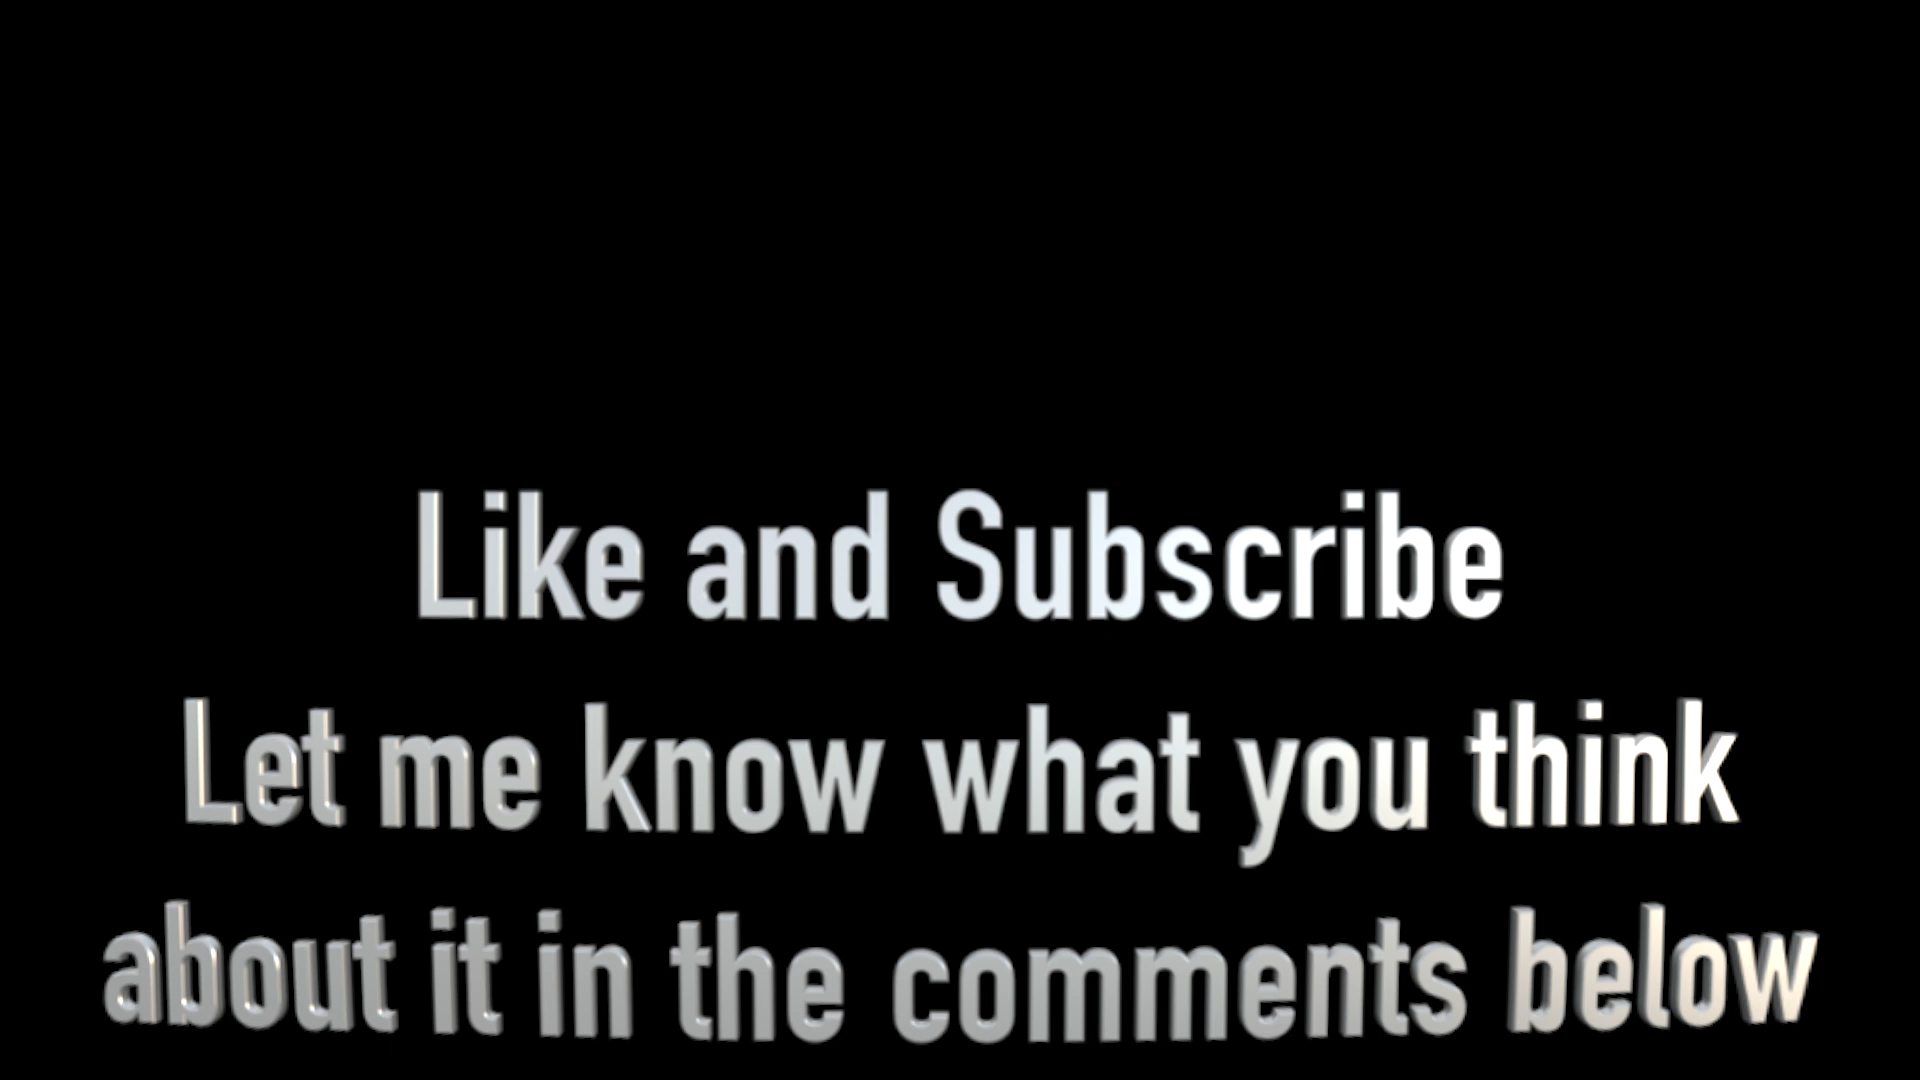 Like and Subscribe
Let me know what you think
about it in the comments below